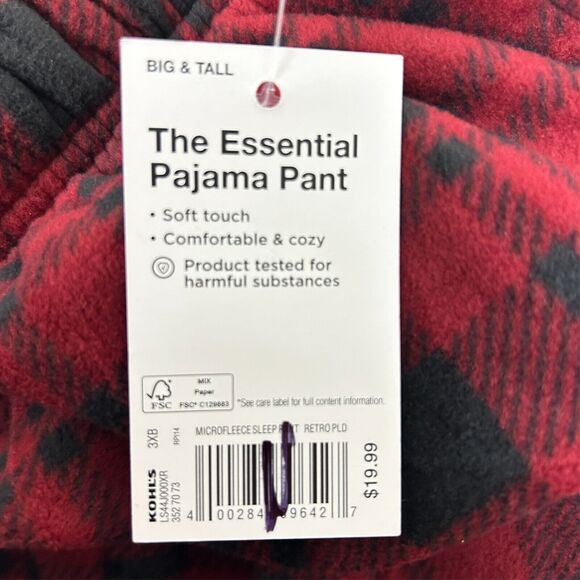 BIG & TALL
The Essential
Pajama Pant
• Soft touch
• Comfortable & cozy
Product tested for
harmful substances
FSC
MIX
Paper
FSC® C129663
*See care label for full content information.
3XB
RP114
MICROFLEECE SLEEP RETRO PLD
KOHL'S
LS44J000XR
352 70 73
$19.99
4 00284 9642 7